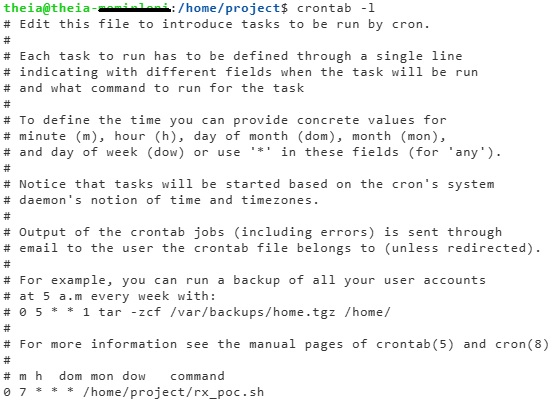 theia@theia-:/home/project$ crontab -l
# Edit this file to introduce tasks to be run by cron.
#
# Each task to run has to be defined through a single line
# indicating with different fields when the task will be run
# and what command to run for the task
#
# To define the time you can provide concrete values for
# minute (m), hour (h), day of month (dom), month (mon),
# and day of week (dow) or use '*' in these fields (for 'any').
#
# Notice that tasks will be started based on the cron's system
# daemon's notion of time and timezones.
#
# Output of the crontab jobs (including errors) is sent through
# email to the user the crontab file belongs to (unless redirected).
#
# For example, you can run a backup of all your user accounts
# at 5 a.m every week with:
# 0 5 * * 1 tar -zcf /var/backups/home.tgz /home/
#
# For more information see the manual pages of crontab(5) and cron(8)
#
# m h  dom mon dow   command
0 7 * * * /home/project/rx_poc.sh